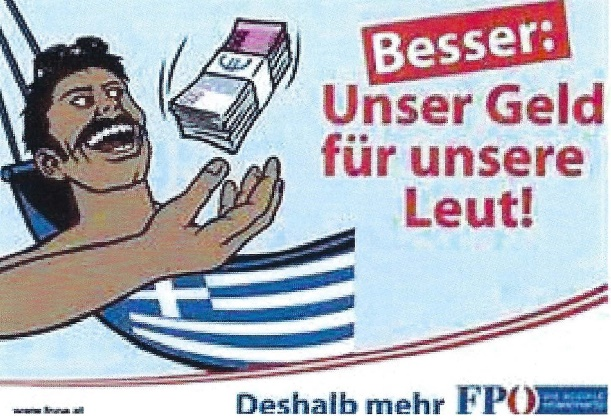 Besser:
Unser Geld
für unsere
Leut!
Deshalb mehr FPÖ